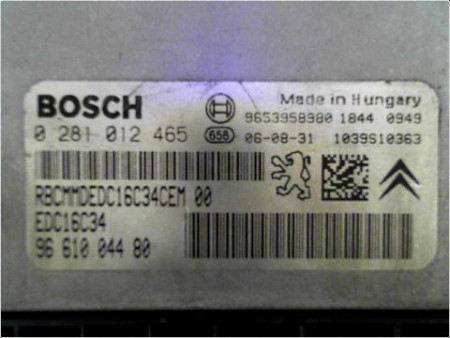 BOSCH
Made in Hungary
9653958980 1844 0949
0 281 012 465 658 06-08-31 1039S10363
RBCMMDEDC16C34CEM 00
EDC16C34
96 610 044 80